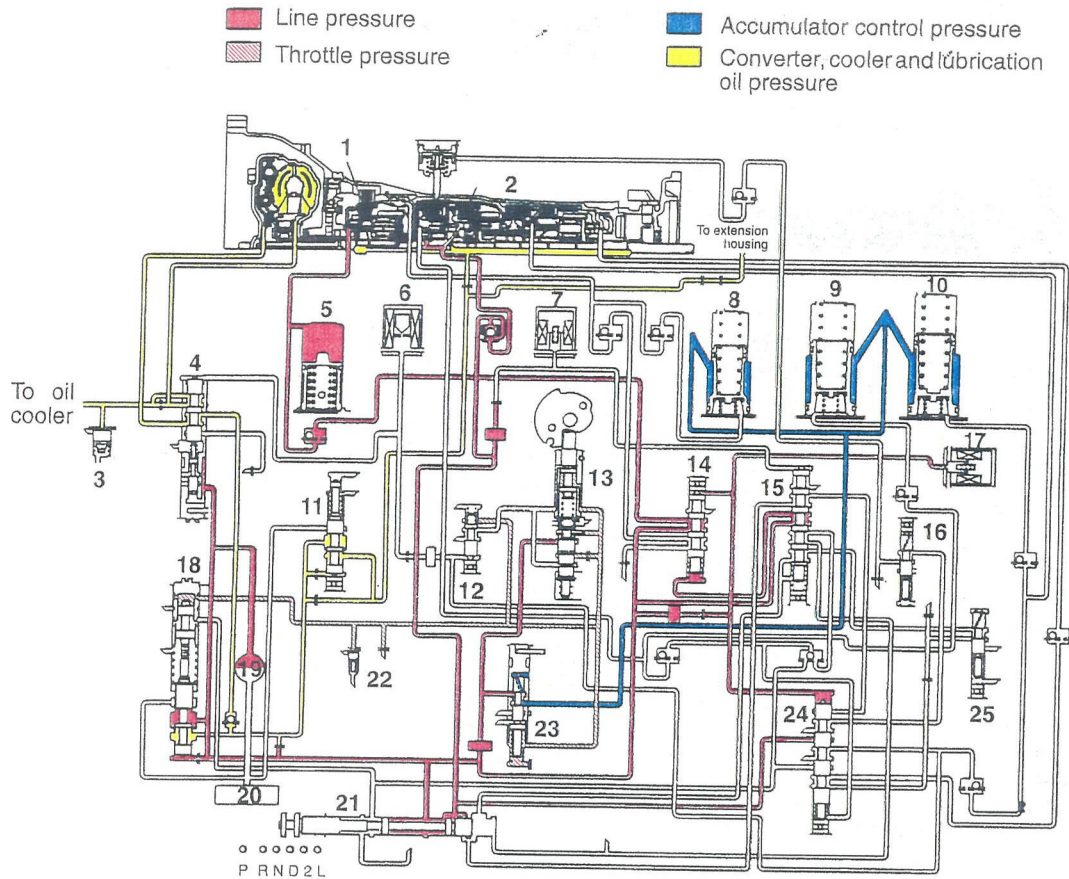 Line pressure
Throttle pressure
Accumulator control pressure
Converter, cooler and lubrication
oil pressure
1
2
To extension
housing
5
6
7
8
9
10
4
To oil
cooler
3
11
12
13
14
15
16
17
18
19
20
21
22
23
24
25
P R N D 2 L